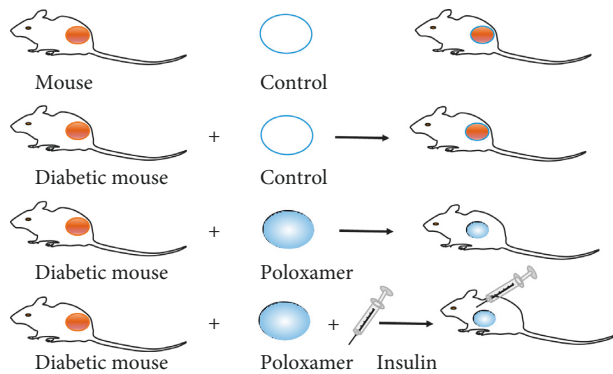 Mouse Control
+
Diabetic mouse Control
+
Diabetic mouse Poloxamer
+ +
Diabetic mouse Poloxamer Insulin